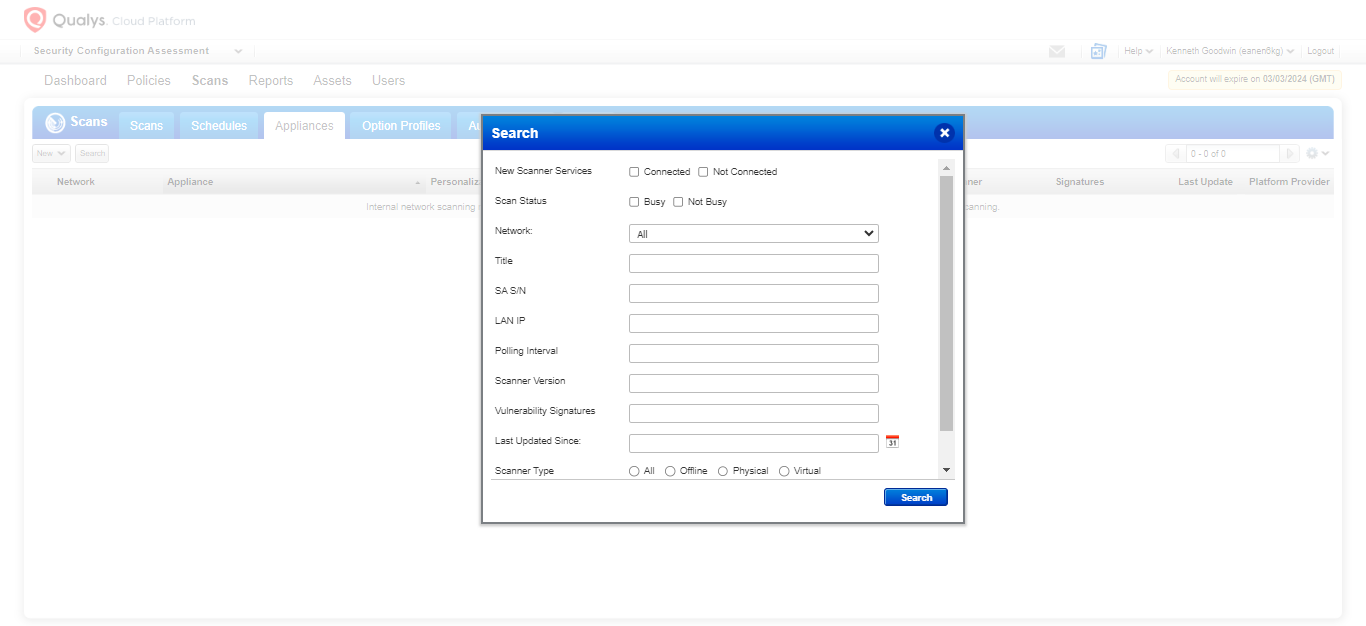 Qualys. Cloud Platform
Security Configuration Assessment
Help Kenneth Goodwin (eanen6kg) Logout
Dashboard Policies Scans Reports Assets Users
Account will expire on 03/03/2024 (GMT)
Scans Scans Schedules Appliances Option Profiles
New Search
0 - 0 of 0
Network Appliance Signatures Last Update Platform Provider
Internal network scanning
canning.
Search
New Scanner Services Connected Not Connected
Scan Status Busy Not Busy
Network: All
Title
SA S/N
LAN IP
Polling Interval
Scanner Version
Vulnerability Signatures
Last Updated Since: 31
Scanner Type All Offline Physical Virtual
Search